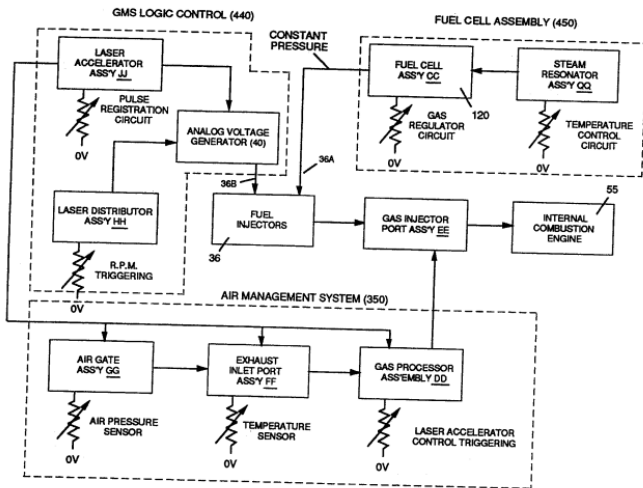 GMS LOGIC CONTROL (440)
LASER
ACCELERATOR
ASS'Y JJ
PULSE
REGISTRATION
CIRCUIT
0V
ANALOG VOLTAGE
GENERATOR (40)
LASER DISTRIBUTOR
ASS'Y HH
R.P.M.
TRIGGERING
0V
CONSTANT
PRESSURE
FUEL CELL ASSEMBLY (450)
FUEL CELL
ASS'Y CC
120
GAS
REGULATOR
CIRCUIT
0V
STEAM
RESONATOR
ASS'Y QQ
TEMPERATURE
CONTROL
CIRCUIT
0V
36B
36A
FUEL
INJECTORS
36
GAS INJECTOR
PORT ASS'Y EE
55
INTERNAL
COMBUSTION
ENGINE
AIR MANAGEMENT SYSTEM (350)
AIR GATE
ASS'Y GG
AIR PRESSURE
SENSOR
0V
EXHAUST
INLET PORT
ASS'Y FF
TEMPERATURE
SENSOR
0V
GAS PROCESSOR
ASS'EMBLY DD
LASER ACCELERATOR
CONTROL TRIGGERING
0V